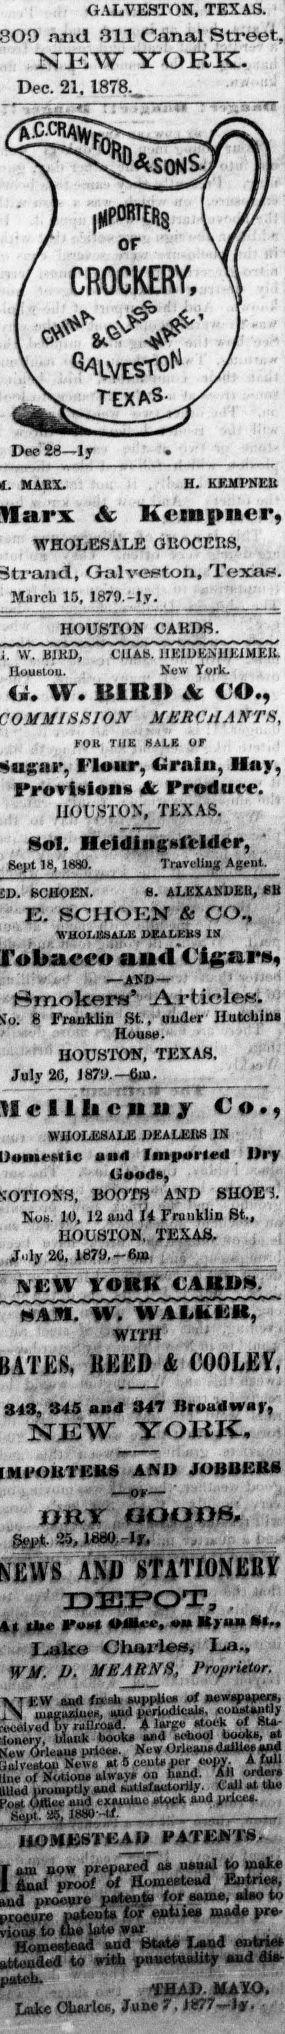 GALVESTON, TEXAS.
309 and 311 Canal Street,
NEW YORK.
Dec. 21, 1878.
A.C.CRAWFORD & SONS.
IMPORTERS
OF
CROCKERY,
CHINA & GLASS WARE,
GALVESTON
TEXAS.
Dec 28—ly
M. MARX. H. KEMPNER
Marx & Kempner,
WHOLESALE GROCERS,
Strand, Galveston, Texas.
March 15, 1879.-ly.
HOUSTON CARDS.
G. W. BIRD, CHAS. HEIDENHEIMER.
Houston. New York.
G. W. BIRD & CO.,
COMMISSION MERCHANTS,
FOR THE SALE OF
Sugar, Flour, Grain, Hay,
Provisions & Produce.
HOUSTON, TEXAS.
Sol. Heidingsfelder,
Sept 18, 1880. Traveling Agent.
ED. SCHOEN. S. ALEXANDER, SR
E. SCHOEN & CO.,
WHOLESALE DEALERS IN
Tobacco and Cigars,
—AND—
Smokers' Articles.
No. 8 Franklin St., under Hutchins
House.
HOUSTON, TEXAS.
July 26, 1879.—6m.
McIlhenny Co.,
WHOLESALE DEALERS IN
Domestic and Imported Dry
Goods,
NOTIONS, BOOTS AND SHOES.
Nos. 10, 12 and 14 Franklin St.,
HOUSTON, TEXAS.
July 26, 1879.—6m
NEW YORK CARDS.
SAM. W. WALKER,
WITH
BATES, REED & COOLEY,
343, 345 and 347 Broadway,
NEW YORK,
IMPORTERS AND JOBBERS
—OF—
DRY GOODS.
Sept. 25, 1880.-ly,
NEWS AND STATIONERY
DEPOT,
At the Post Office, on Ryan St.,
Lake Charles, La.,
WM. D. MEARNS, Proprietor.
NEW and fresh supplies of newspapers,
magazines, and periodicals, constantly
received by railroad. A large stock of Sta-
tionery, blank books and school books, at
New Orleans prices. New Orleans dailies and
Galveston News at 5 cents per copy. A full
line of Notions always on hand. All orders
filled promptly and satisfactorily. Call at the
Post Office and examine stock and prices.
Sept. 25, 1880-tf.
HOMESTEAD PATENTS.
I am now prepared as usual to make
final proof of Homestead Entries,
and procure patents for same, also to
procure patents for entries made pre-
vious to the late war.
Homestead and State Land entries
attended to with punctuality and dis-
patch.
THAD. MAYO,
Lake Charles, June 7, 1877—ly.